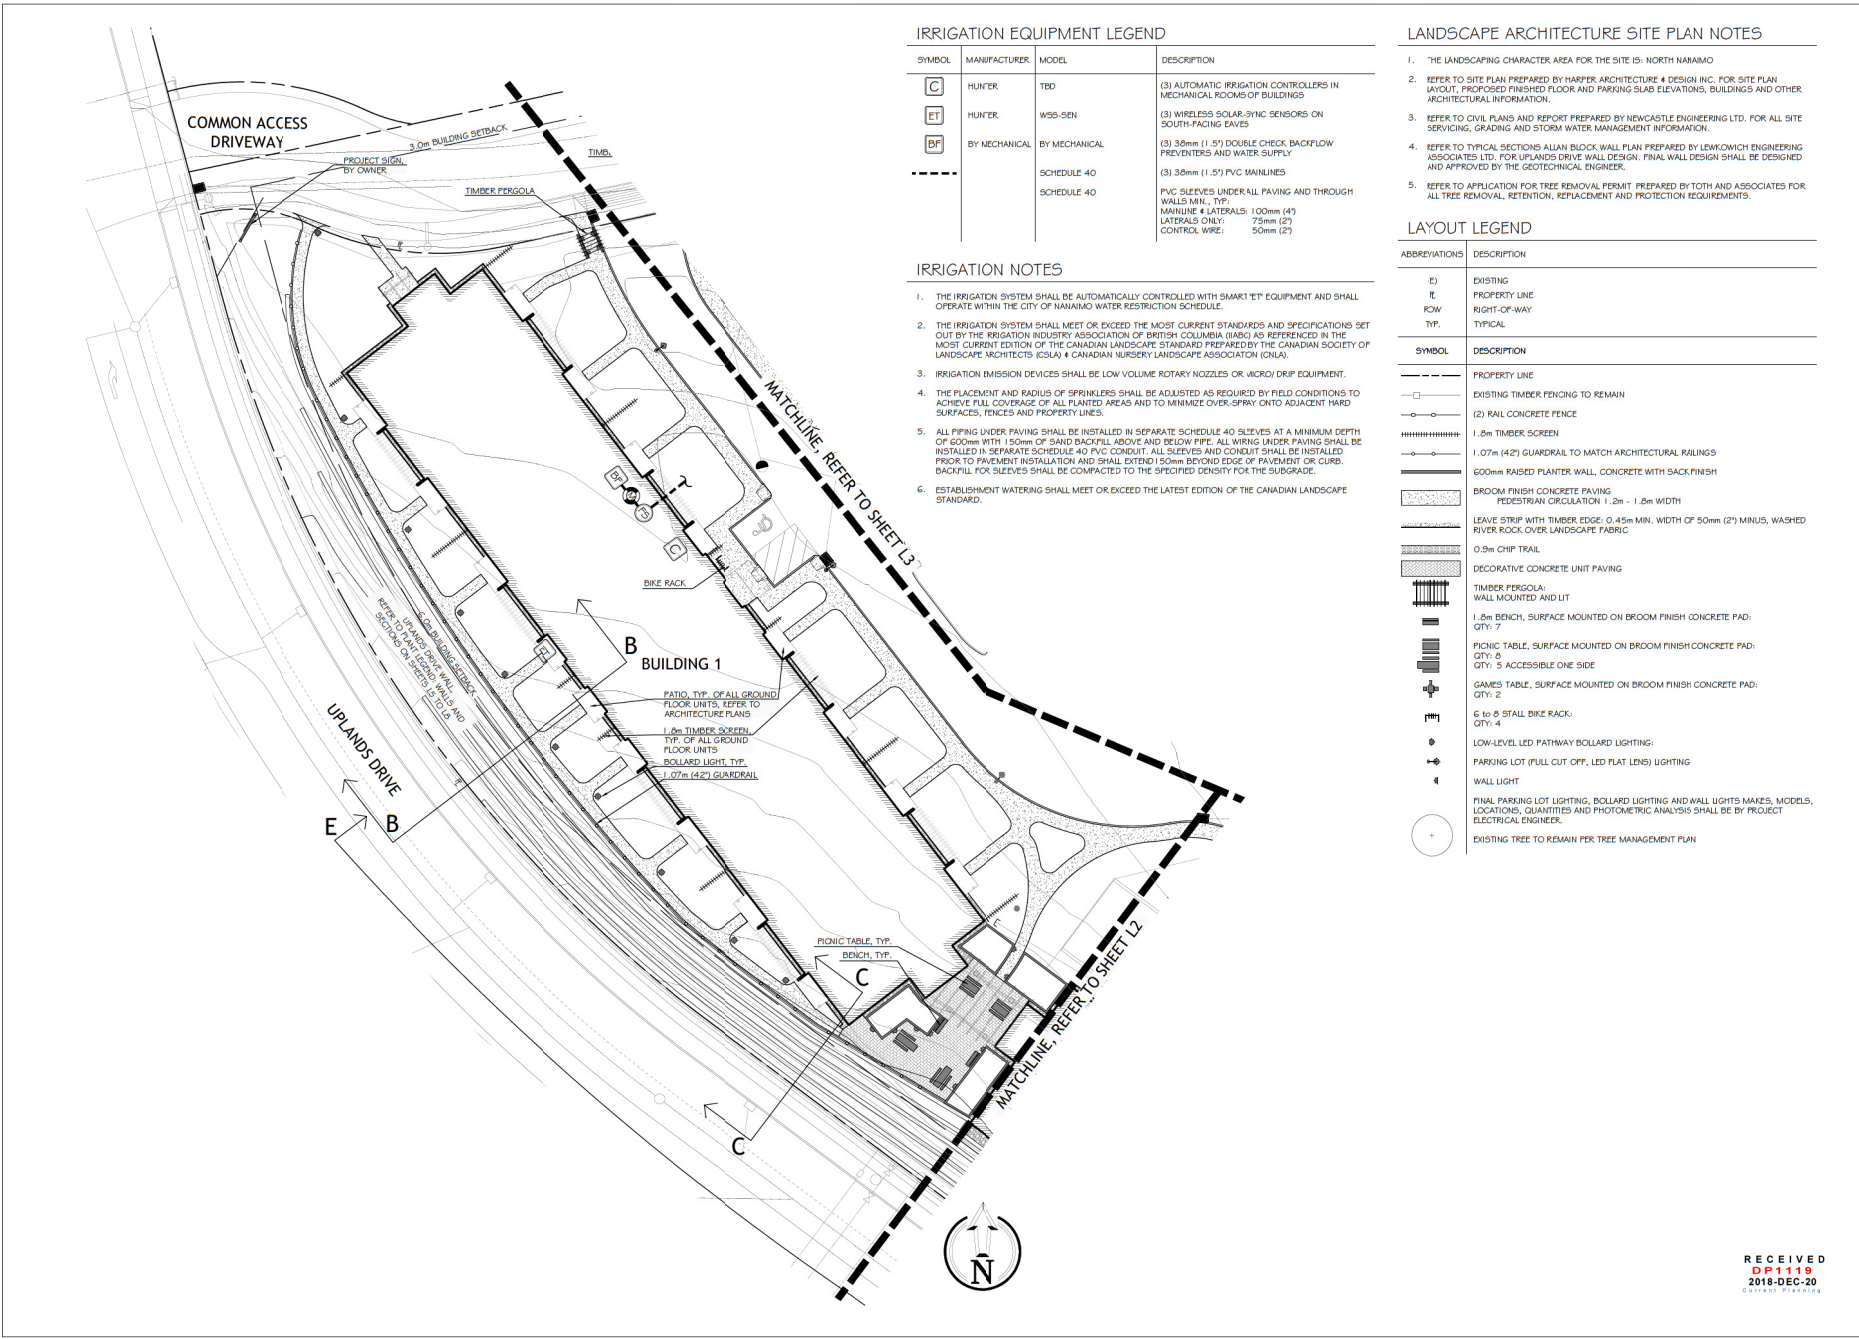 COMMON ACCESS
DRIVEWAY
3.0m BUILDING SETBACK
PROJECT SIGN,
BY OWNER
TIMB.
TIMBER PERGOLA
MATCHLINE, REFER TO SHEET L3
BF
FS
C
BIKE RACK
ET
B
BUILDING 1
PATIO, TYP. OF ALL GROUND
FLOOR UNITS, REFER TO
ARCHITECTURE PLANS
1.8m TIMBER SCREEN,
TYP. OF ALL GROUND
FLOOR UNITS
BOLLARD LIGHT, TYP.
1.07m (42") GUARDRAIL
6.0m BUILDING SETBACK
UPLANDS DRIVE WALL,
REFER TO PLANT LEGEND, WALLS AND
SECTIONS ON SHEETS L5 TO L8
UPLANDS DRIVE
E
B
PICNIC TABLE, TYP.
BENCH, TYP.
C
C
MATCHLINE, REFER TO SHEET L2
N
IRRIGATION EQUIPMENT LEGEND
SYMBOL MANUFACTURER MODEL DESCRIPTION
C HUNTER TBD (3) AUTOMATIC IRRIGATION CONTROLLERS IN
MECHANICAL ROOMS OF BUILDINGS
ET HUNTER WSS-SEN (3) WIRELESS SOLAR-SYNC SENSORS ON
SOUTH-FACING EAVES
BF BY MECHANICAL BY MECHANICAL (3) 38mm (1.5") DOUBLE CHECK BACKFLOW
PREVENTERS AND WATER SUPPLY
SCHEDULE 40 (3) 38mm (1.5") PVC MAINLINES
SCHEDULE 40 PVC SLEEVES UNDER ALL PAVING AND THROUGH
WALLS MIN., TYP:
MAINLINE & LATERALS: 100mm (4")
LATERALS ONLY: 75mm (2")
CONTROL WIRE: 50mm (2")
IRRIGATION NOTES
1. THE IRRIGATION SYSTEM SHALL BE AUTOMATICALLY CONTROLLED WITH SMART "ET" EQUIPMENT AND SHALL
OPERATE WITHIN THE CITY OF NANAIMO WATER RESTRICTION SCHEDULE.
2. THE IRRIGATION SYSTEM SHALL MEET OR EXCEED THE MOST CURRENT STANDARDS AND SPECIFICATIONS SET
OUT BY THE IRRIGATION INDUSTRY ASSOCIATION OF BRITISH COLUMBIA (IIABC) AS REFERENCED IN THE
MOST CURRENT EDITION OF THE CANADIAN LANDSCAPE STANDARD PREPARED BY THE CANADIAN SOCIETY OF
LANDSCAPE ARCHITECTS (CSLA) & CANADIAN NURSERY LANDSCAPE ASSOCIATON (CNLA).
3. IRRIGATION EMISSION DEVICES SHALL BE LOW VOLUME ROTARY NOZZLES OR MICRO/ DRIP EQUIPMENT.
4. THE PLACEMENT AND RADIUS OF SPRINKLERS SHALL BE ADJUSTED AS REQUIRED BY FIELD CONDITIONS TO
ACHIEVE FULL COVERAGE OF ALL PLANTED AREAS AND TO MINIMIZE OVER-SPRAY ONTO ADJACENT HARD
SURFACES, FENCES AND PROPERTY LINES.
5. ALL PIPING UNDER PAVING SHALL BE INSTALLED IN SEPARATE SCHEDULE 40 SLEEVES AT A MINIMUM DEPTH
OF 600mm WITH 150mm OF SAND BACKFILL ABOVE AND BELOW PIPE. ALL WIRING UNDER PAVING SHALL BE
INSTALLED IN SEPARATE SCHEDULE 40 PVC CONDUIT. ALL SLEEVES AND CONDUIT SHALL BE INSTALLED
PRIOR TO PAVEMENT INSTALLATION AND SHALL EXTEND 150mm BEYOND EDGE OF PAVEMENT OR CURB.
BACKFILL FOR SLEEVES SHALL BE COMPACTED TO THE SPECIFIED DENSITY FOR THE SUBGRADE.
6. ESTABLISHMENT WATERING SHALL MEET OR EXCEED THE LATEST EDITION OF THE CANADIAN LANDSCAPE
STANDARD.
LANDSCAPE ARCHITECTURE SITE PLAN NOTES
1. THE LANDSCAPING CHARACTER AREA FOR THE SITE IS: NORTH NANAIMO
2. REFER TO SITE PLAN PREPARED BY HARPER ARCHITECTURE & DESIGN INC. FOR SITE PLAN
LAYOUT, PROPOSED FINISHED FLOOR AND PARKING SLAB ELEVATIONS, BUILDINGS AND OTHER
ARCHITECTURAL INFORMATION.
3. REFER TO CIVIL PLANS AND REPORT PREPARED BY NEWCASTLE ENGINEERING LTD. FOR ALL SITE
SERVICING, GRADING AND STORM WATER MANAGEMENT INFORMATION.
4. REFER TO TYPICAL SECTIONS ALLAN BLOCK WALL PLAN PREPARED BY LEWKOWICH ENGINEERING
ASSOCIATES LTD. FOR UPLANDS DRIVE WALL DESIGN. FINAL WALL DESIGN SHALL BE DESIGNED
AND APPROVED BY THE GEOTECHNICAL ENGINEER.
5. REFER TO APPLICATION FOR TREE REMOVAL PERMIT PREPARED BY TOTH AND ASSOCIATES FOR
ALL TREE REMOVAL, RETENTION, REPLACEMENT AND PROTECTION REQUIREMENTS.
LAYOUT LEGEND
ABBREVIATIONS DESCRIPTION
(E) EXISTING
PL PROPERTY LINE
ROW RIGHT-OF-WAY
TYP. TYPICAL
SYMBOL DESCRIPTION
PROPERTY LINE
EXISTING TIMBER FENCING TO REMAIN
(2) RAIL CONCRETE FENCE
1.8m TIMBER SCREEN
1.07m (42") GUARDRAIL TO MATCH ARCHITECTURAL RAILINGS
600mm RAISED PLANTER WALL, CONCRETE WITH SACK FINISH
BROOM FINISH CONCRETE PAVING
PEDESTRIAN CIRCULATION 1.2m - 1.8m WIDTH
LEAVE STRIP WITH TIMBER EDGE: 0.45m MIN. WIDTH OF 50mm (2") MINUS, WASHED
RIVER ROCK OVER LANDSCAPE FABRIC
0.9m CHIP TRAIL
DECORATIVE CONCRETE UNIT PAVING
TIMBER PERGOLA:
WALL MOUNTED AND LIT
1.8m BENCH, SURFACE MOUNTED ON BROOM FINISH CONCRETE PAD:
QTY: 7
PICNIC TABLE, SURFACE MOUNTED ON BROOM FINISH CONCRETE PAD:
QTY: 8
QTY: 5 ACCESSIBLE ONE SIDE
GAMES TABLE, SURFACE MOUNTED ON BROOM FINISH CONCRETE PAD:
QTY: 2
6 to 8 STALL BIKE RACK:
QTY: 4
LOW-LEVEL LED PATHWAY BOLLARD LIGHTING:
PARKING LOT (FULL CUT OFF, LED FLAT LENS) LIGHTING
WALL LIGHT
FINAL PARKING LOT LIGHTING, BOLLARD LIGHTING AND WALL LIGHTS MAKES, MODELS,
LOCATIONS, QUANTITIES AND PHOTOMETRIC ANALYSIS SHALL BE BY PROJECT
ELECTRICAL ENGINEER.
EXISTING TREE TO REMAIN PER TREE MANAGEMENT PLAN
RECEIVED
DP1119
2018-DEC-20
Current Planning